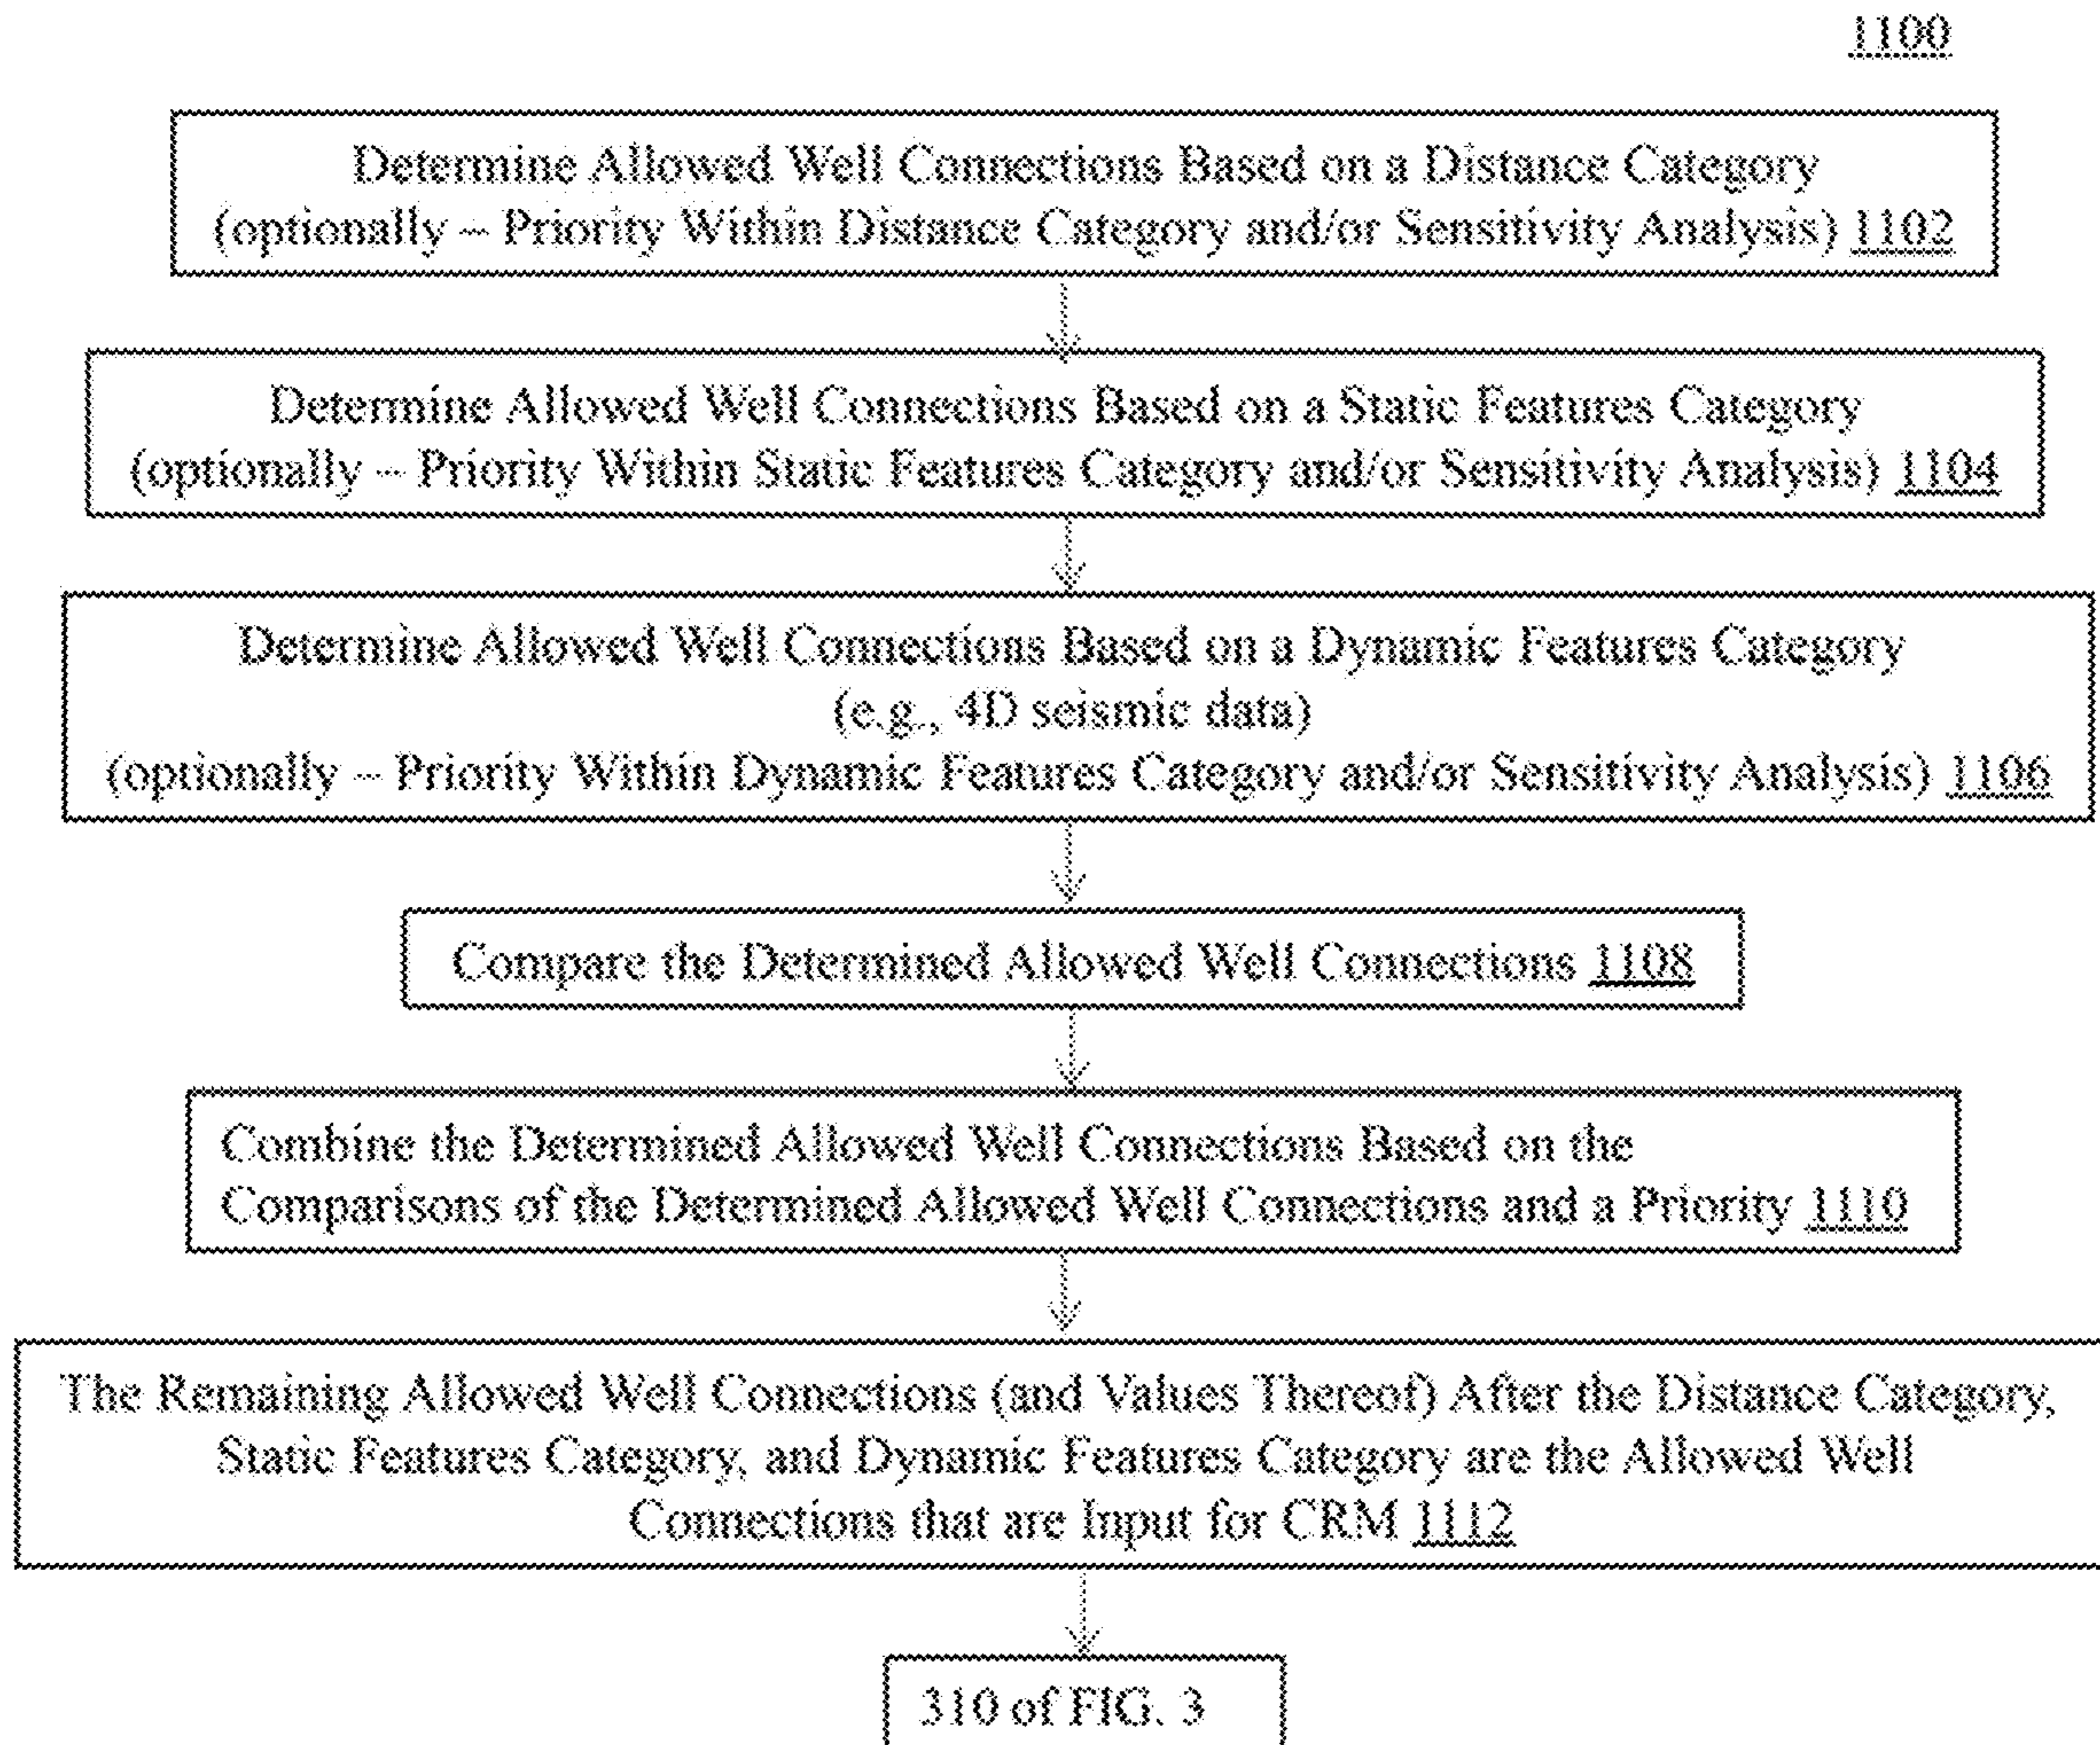 1100
Determine Allowed Well Connections Based on a Distance Category
(optionally – Priority Within Distance Category and/or Sensitivity Analysis) 1102
Determine Allowed Well Connections Based on a Static Features Category
(optionally – Priority Within Static Features Category and/or Sensitivity Analysis) 1104
Determine Allowed Well Connections Based on a Dynamic Features Category
(e.g., 4D seismic data)
(optionally – Priority Within Dynamic Features Category and/or Sensitivity Analysis) 1106
Compare the Determined Allowed Well Connections 1108
Combine the Determined Allowed Well Connections Based on the
Comparisons of the Determined Allowed Well Connections and a Priority 1110
The Remaining Allowed Well Connections (and Values Thereof) After the Distance Category,
Static Features Category, and Dynamic Features Category are the Allowed Well
Connections that are Input for CRM 1112
310 of FIG. 3